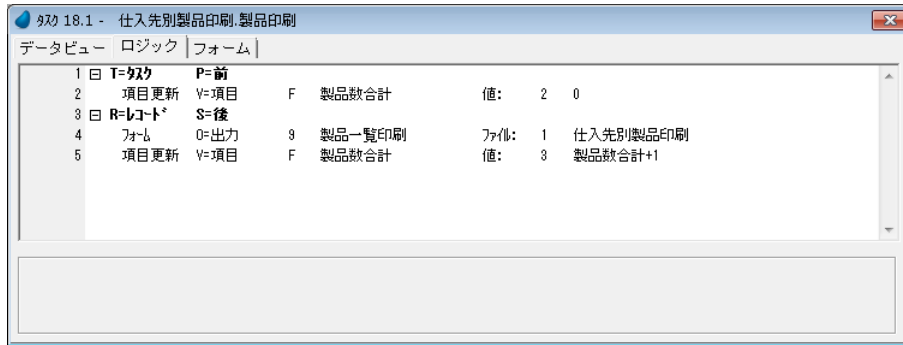 ﾀｽｸ 18.1 - 仕入先別製品印刷.製品印刷
データビュー ロジック フォーム
1 T=ﾀｽｸ P=前
2 項目更新 V=項目 F 製品数合計 値: 2 0
3 R=ﾚｺｰﾄﾞ S=後
4 ﾌｫｰﾑ O=出力 9 製品一覧印刷 ﾌｧｲﾙ: 1 仕入先別製品印刷
5 項目更新 V=項目 F 製品数合計 値: 3 製品数合計+1